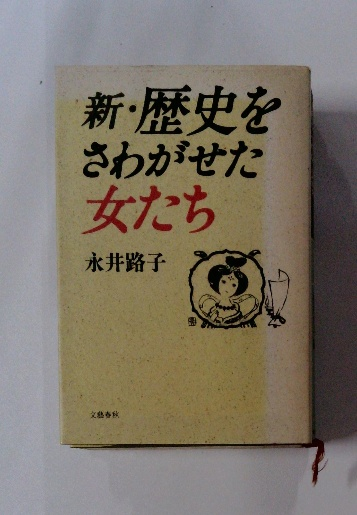 新・歴史を
さわがせた
女たち
永井路子
文藝春秋